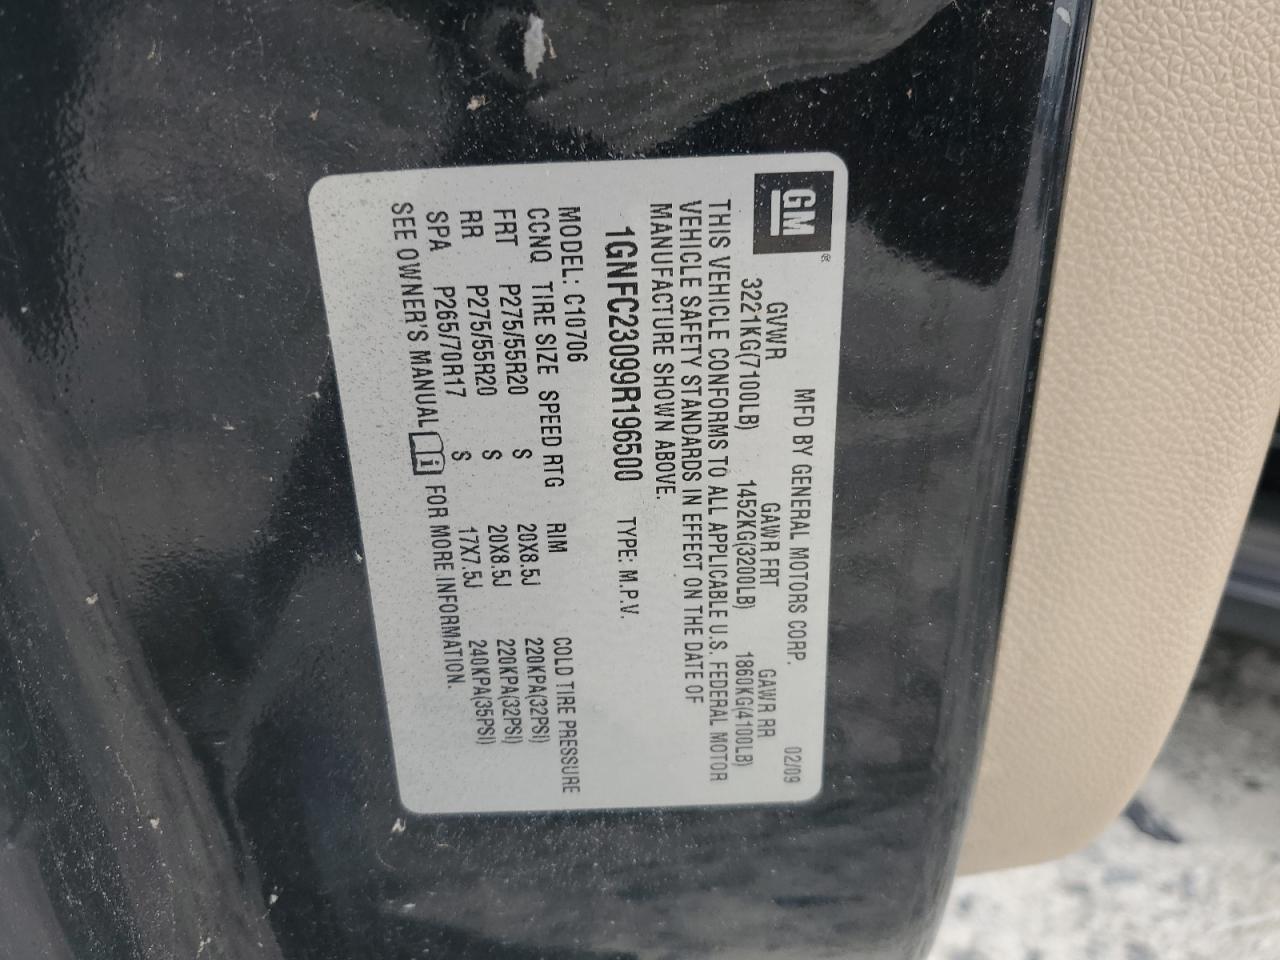 GM®
MFD BY GENERAL MOTORS CORP. 02/09
GVWR GAWR FRT GAWR RR
3221KG(7100LB) 1452KG(3200LB) 1860KG(4100LB)
THIS VEHICLE CONFORMS TO ALL APPLICABLE U.S. FEDERAL MOTOR
VEHICLE SAFETY STANDARDS IN EFFECT ON THE DATE OF
MANUFACTURE SHOWN ABOVE.
1GNFC23099R196500 TYPE: M.P.V.
MODEL: C10706
CCNQ TIRE SIZE SPEED RTG RIM COLD TIRE PRESSURE
FRT P275/55R20 S 20X8.5J 220KPA(32PSI)
RR P275/55R20 S 20X8.5J 220KPA(32PSI)
SPA P265/70R17 S 17X7.5J 240KPA(35PSI)
SEE OWNER'S MANUAL i FOR MORE INFORMATION.